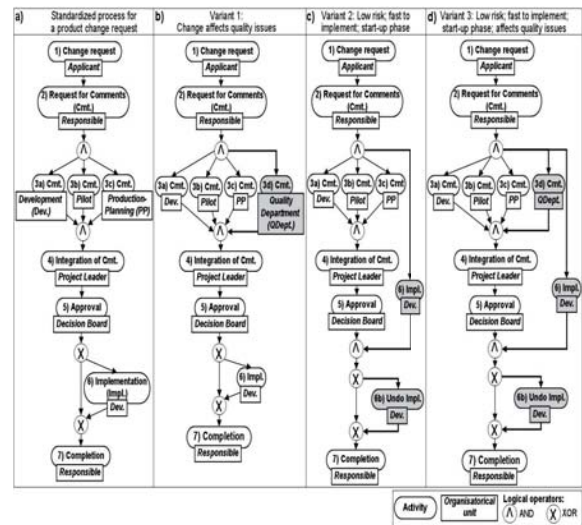 a)
Standardized process for
a product change request
1) Change request
Applicant
2) Request for Comments
(Cmt.)
Responsible
Λ
3a) Cmt.
3b) Cmt.
3c) Cmt.
Development
(Dev.)
Pilot
Production-
Planning (PP)
Λ
4) Integration of Cmt.
Project Leader
5) Approval
Decision Board
X
6) Implementation
(Impl.)
Dev.
X
7) Completion
Responsible
b)
Variant 1:
Change affects quality issues
1) Change request
Applicant
2) Request for Comments
(Cmt.)
Responsible
Λ
3a) Cmt.
3b) Cmt.
3c) Cmt.
3d) Cmt.
Dev.
Pilot
PP
Quality
Department
(QDept.)
Λ
4) Integration of Cmt.
Project Leader
5) Approval
Decision Board
X
6) Impl.
Dev.
X
7) Completion
Responsible
c)
Variant 2: Low risk; fast to
implement; start-up phase
1) Change request
Applicant
2) Request for Comments
(Cmt.)
Responsible
Λ
3a) Cmt.
3b) Cmt.
3c) Cmt
Dev.
Pilot
PP
Λ
4) Integration of Cmt.
Project Leader
6) Impl.
Dev.
5) Approval
Decision Board
Λ
X
6b) Undo Impl.
Dev.
X
7) Completion
Responsible
d)
Variant 3: Low risk; fast to implement;
start-up phase; affects quality issues
1) Change request
Applicant
2) Request for Comments
(Cmt.)
Responsible
Λ
3a) Cmt.
3b) Cmt.
3c) Cmt.
3d) Cmt.
Dev.
Pilot
PP
QDept.
Λ
4) Integration of Cmt.
Project Leader
6) Impl.
Dev.
5) Approval
Decision Board
Λ
X
6b) Undo Impl.
Dev.
X
7) Completion
Responsible
Activity
Organisatorical
unit
Logical operators:
Λ AND
X XOR